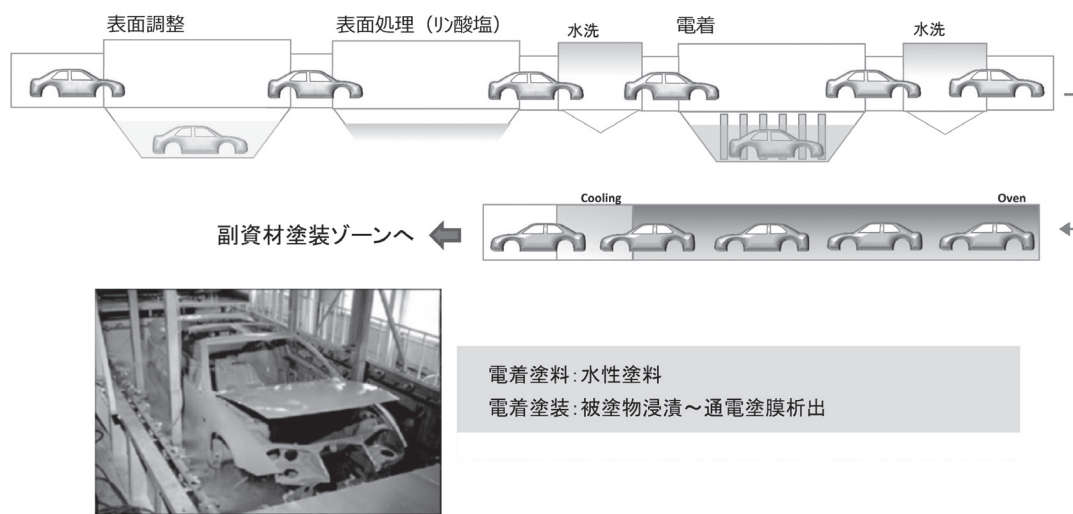 表面調整
表面処理（リン酸塩）
水洗
電着
水洗
Cooling
Oven
副資材塗装ゾーンへ
電着塗料：水性塗料
電着塗装：被塗物浸漬～通電塗膜析出